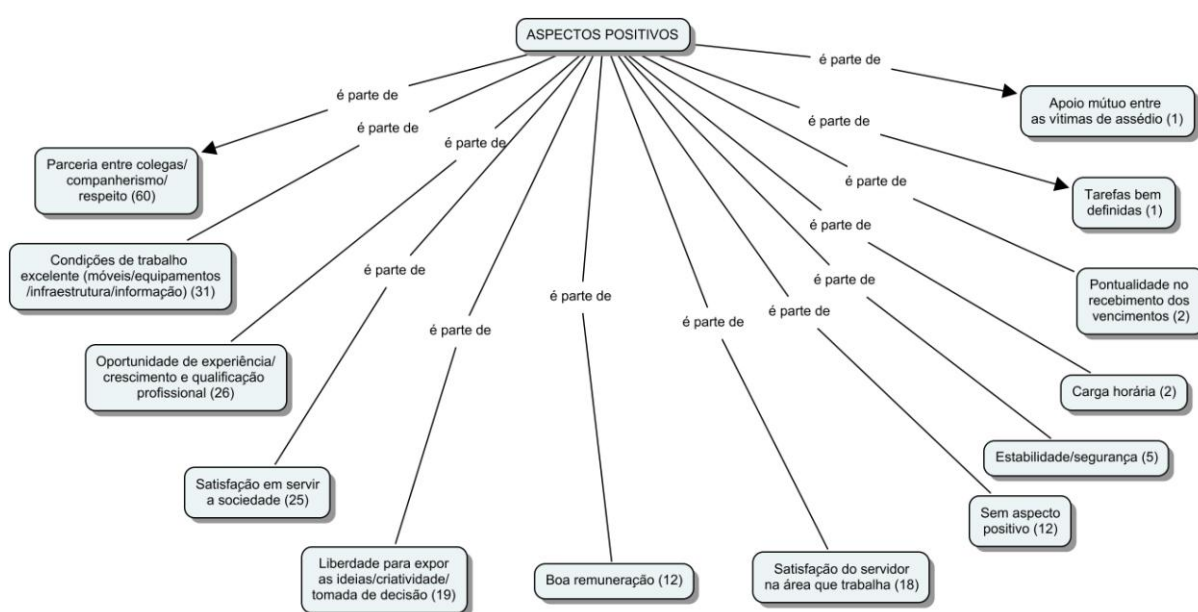 ASPECTOS POSITIVOS
é parte de
é parte de
é parte de
é parte de
é parte de
é parte de
é parte de
é parte de
é parte de
é parte de
é parte de
é parte de
é parte de
Apoio mútuo entre
as vítimas de assédio (1)
Parceria entre colegas/
companherismo/
respeito (60)
Tarefas bem
definidas (1)
Condições de trabalho
excelente (móveis/equipamentos
/infraestrutura/informação) (31)
Pontualidade no
recebimento dos
vencimentos (2)
Oportunidade de experiência/
crescimento e qualificação
profissional (26)
Carga horária (2)
Estabilidade/segurança (5)
Satisfação em servir
a sociedade (25)
Sem aspecto
positivo (12)
Liberdade para expor
as ideias/criatividade/
tomada de decisão (19)
Boa remuneração (12)
Satisfação do servidor
na área que trabalha (18)